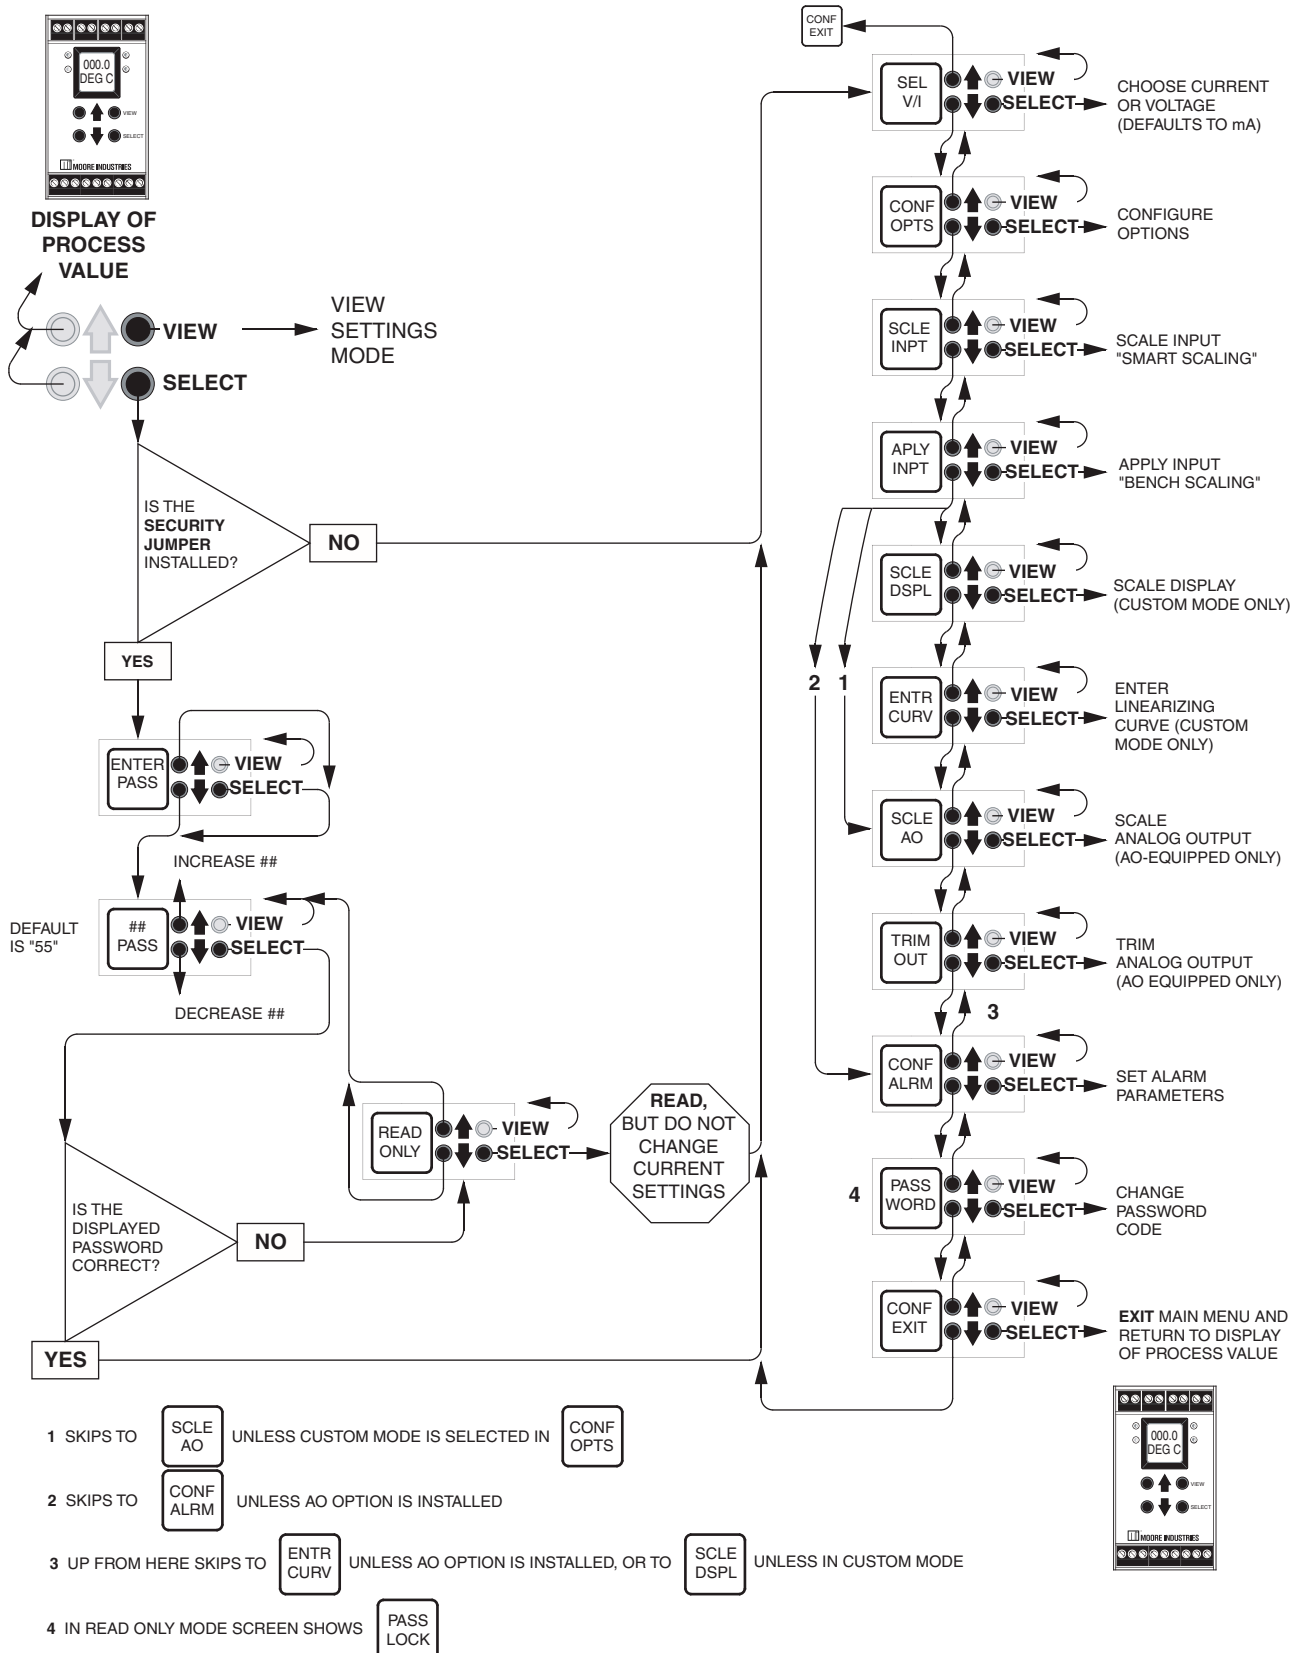 000.0
DEG C
VIEW
SELECT
MOORE INDUSTRIES
DISPLAY OF
PROCESS
VALUE
VIEW
SELECT
VIEW
SETTINGS
MODE
IS THE
SECURITY
JUMPER
INSTALLED?
NO
YES
ENTER
PASS
VIEW
SELECT
INCREASE ##
DEFAULT
IS "55"
##
PASS
VIEW
SELECT
DECREASE ##
READ
ONLY
VIEW
SELECT
READ,
BUT DO NOT
CHANGE
CURRENT
SETTINGS
IS THE
DISPLAYED
PASSWORD
CORRECT?
NO
YES
CONF
EXIT
SEL
V/I
VIEW
SELECT
CHOOSE CURRENT
OR VOLTAGE
(DEFAULTS TO mA)
CONF
OPTS
VIEW
SELECT
CONFIGURE
OPTIONS
SCLE
INPT
VIEW
SELECT
SCALE INPUT
"SMART SCALING"
APLY
INPT
VIEW
SELECT
APPLY INPUT
"BENCH SCALING"
SCLE
DSPL
VIEW
SELECT
SCALE DISPLAY
(CUSTOM MODE ONLY)
2 1
ENTR
CURV
VIEW
SELECT
ENTER
LINEARIZING
CURVE (CUSTOM
MODE ONLY)
SCLE
AO
VIEW
SELECT
SCALE
ANALOG OUTPUT
(AO-EQUIPPED ONLY)
TRIM
OUT
VIEW
SELECT
TRIM
ANALOG OUTPUT
(AO EQUIPPED ONLY)
3
CONF
ALRM
VIEW
SELECT
SET ALARM
PARAMETERS
4
PASS
WORD
VIEW
SELECT
CHANGE
PASSWORD
CODE
CONF
EXIT
VIEW
SELECT
EXIT MAIN MENU AND
RETURN TO DISPLAY
OF PROCESS VALUE
000.0
DEG C
VIEW
SELECT
MOORE INDUSTRIES
1 SKIPS TO SCLE AO UNLESS CUSTOM MODE IS SELECTED IN CONF OPTS
2 SKIPS TO CONF ALRM UNLESS AO OPTION IS INSTALLED
3 UP FROM HERE SKIPS TO ENTR CURV UNLESS AO OPTION IS INSTALLED, OR TO SCLE DSPL UNLESS IN CUSTOM MODE
4 IN READ ONLY MODE SCREEN SHOWS PASS LOCK